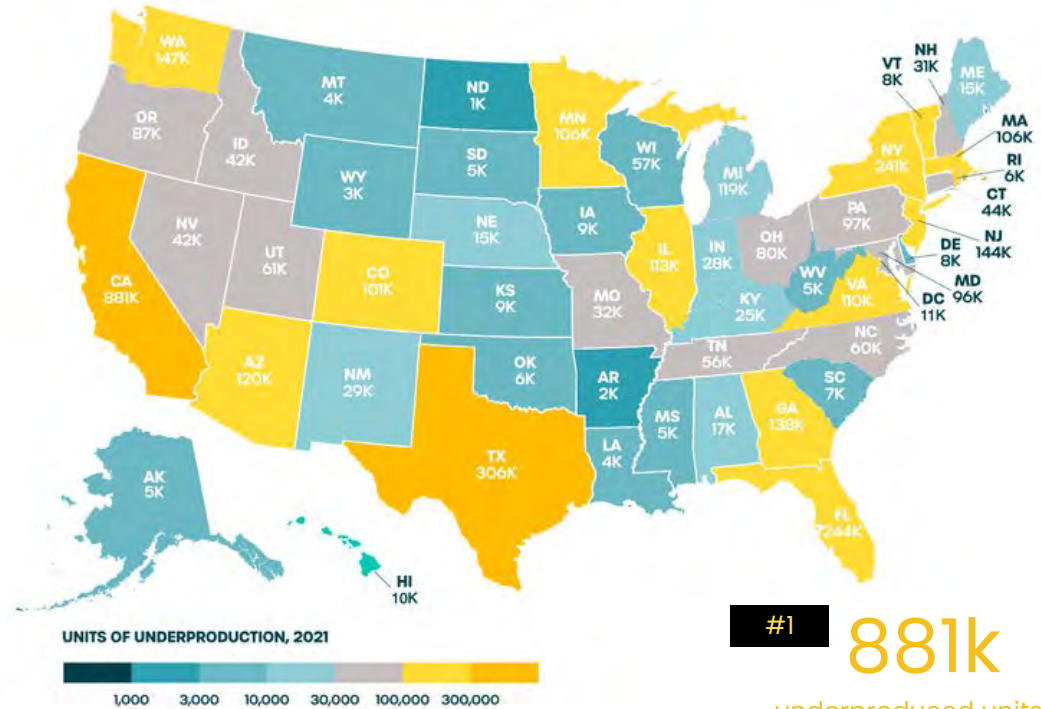 WA
147K
OR
87K
ID
42K
MT
4K
ND
1K
MN
106K
WI
57K
MI
119K
NY
241K
VT
8K
NH
31K
ME
15K
MA
106K
RI
6K
CT
44K
NJ
144K
DE
8K
MD
96K
DC
11K
PA
97K
OH
80K
IN
28K
IL
113K
IA
9K
SD
5K
WY
3K
NE
15K
NV
42K
UT
61K
CO
101K
CA
881K
KS
9K
MO
32K
KY
25K
WV
5K
VA
110K
NC
60K
TN
56K
SC
7K
GA
138K
AL
17K
MS
5K
AR
2K
LA
4K
OK
6K
TX
306K
NM
29K
AZ
120K
FL
244K
AK
5K
HI
10K
UNITS OF UNDERPRODUCTION, 2021
1,000 3,000 10,000 30,000 100,000 300,000
#1
881k
underproduced units